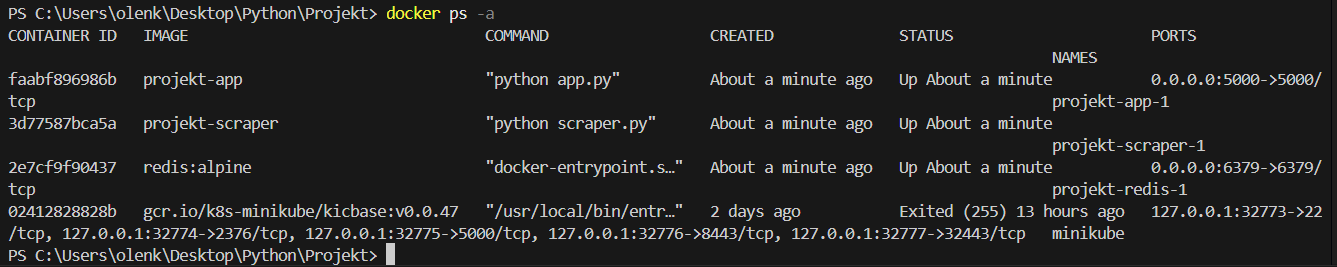 PS C:\Users\olenk\Desktop\Python\Projekt> docker ps -a
CONTAINER ID   IMAGE                                 COMMAND                  CREATED              STATUS                       PORTS
                                                                                                                  NAMES
faabf896986b   projekt-app                           "python app.py"          About a minute ago   Up About a minute            0.0.0.0:5000->5000/
tcp                                                                                                               projekt-app-1
3d77587bca5a   projekt-scraper                       "python scraper.py"      About a minute ago   Up About a minute
                                                                                                                  projekt-scraper-1
2e7cf9f90437   redis:alpine                          "docker-entrypoint.s…"   About a minute ago   Up About a minute            0.0.0.0:6379->6379/
tcp                                                                                                               projekt-redis-1
02412828828b   gcr.io/k8s-minikube/kicbase:v0.0.47   "/usr/local/bin/entr…"   2 days ago           Exited (255) 13 hours ago   127.0.0.1:32773->22
/tcp, 127.0.0.1:32774->2376/tcp, 127.0.0.1:32775->5000/tcp, 127.0.0.1:32776->8443/tcp, 127.0.0.1:32777->32443/tcp   minikube
PS C:\Users\olenk\Desktop\Python\Projekt>